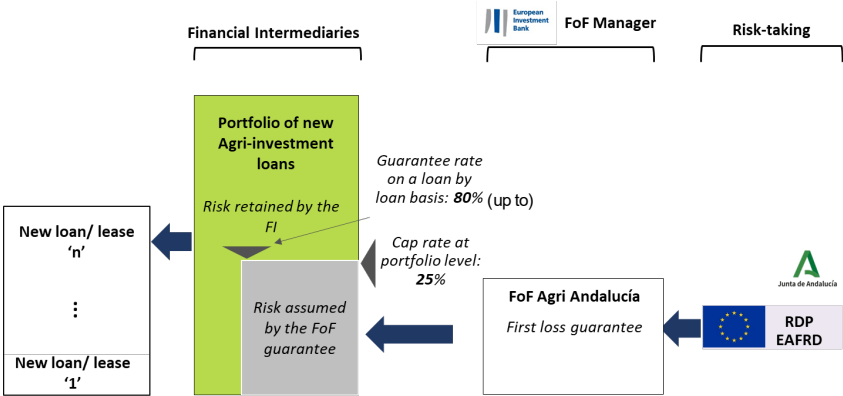 Financial Intermediaries
European
Investment
Bank
FoF Manager
Risk-taking
Portfolio of new
Agri-investment
loans
Risk retained by the
FI
Guarantee rate
on a loan by
loan basis: 80% (up to)
Cap rate at
portfolio level:
25%
New loan/ lease
‘n’
⋮
New loan/ lease
‘1’
Risk assumed
by the FoF
guarantee
FoF Agri Andalucía
First loss guarantee
Junta de Andalucía
RDP
EAFRD